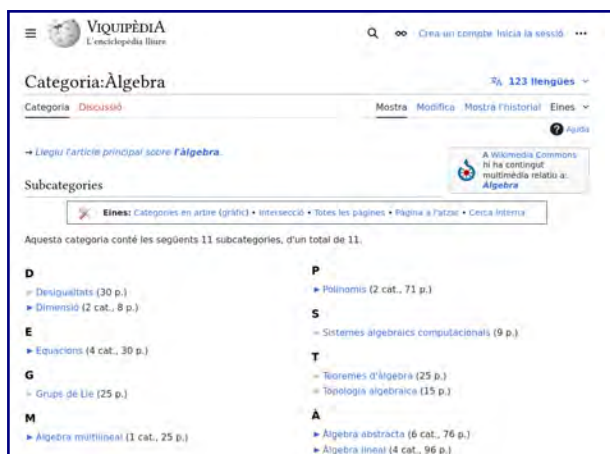 VIQUIPÈDIA
L'enciclopèdia lliure
Crea un compte Inicia la sessió
Categoria:Àlgebra
123 llengües
Categoria Discussió
Mostra Modifica Mostra l'historial Eines
Ajuda
→ Llegiu l'article principal sobre l'àlgebra.
A Wikimedia Commons
hi ha contingut
multimèdia relatiu a:
Àlgebra
Subcategories
Eines: Categories en arbre (gràfic) • Intersecció • Totes les pàgines • Pàgina a l'atzar • Cerca interna
Aquesta categoria conté les següents 11 subcategories, d'un total de 11.
D
► Desigualtats (30 p.)
► Dimensió (2 cat., 8 p.)
E
► Equacions (4 cat., 30 p.)
G
► Grups de Lie (25 p.)
M
► Àlgebra multilineal (1 cat., 25 p.)
P
► Polinomis (2 cat., 71 p.)
S
► Sistemes algebraics computacionals (9 p.)
T
► Teoremes d'àlgebra (25 p.)
► Topologia algebraica (15 p.)
À
► Àlgebra abstracta (6 cat., 76 p.)
► Àlgebra lineal (4 cat., 96 p.)